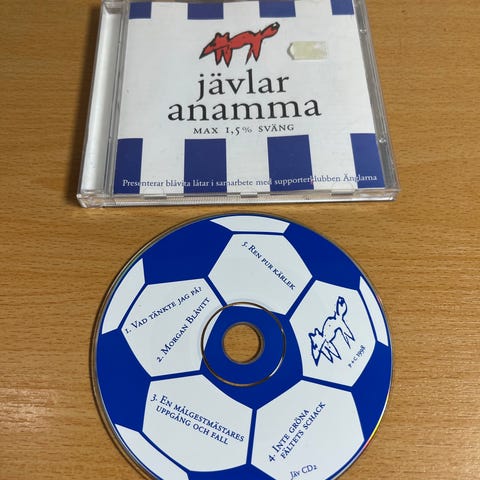 jävlar
anamma
MAX 1,5% SVÄNG
Presenterar blåvita låtar i samarbete med supporterklubben Änglarna
5. REN PUR KÄRLEK
1. VAD TÄNKTE JAG PÅ?
2. MORGAN BLÅVITT
P + C 1998
3. EN MÅLGESTMÄSTARES
UPPGÅNG OCH FALL
4. INTE GRÖNA
FÄLTETS SCHACK
Jäv CD2